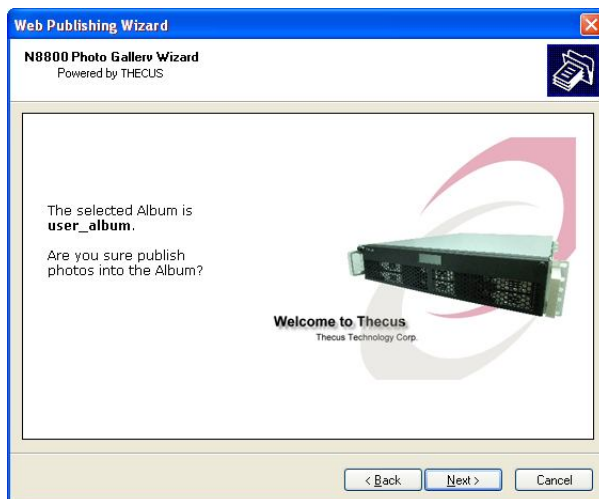 Web Publishing Wizard
N8800 Photo Gallery Wizard
Powered by THECUS
The selected Album is
user_album.
Are you sure publish
photos into the Album?
Welcome to Thecus
Thecus Technology Corp.
< Back
Next >
Cancel